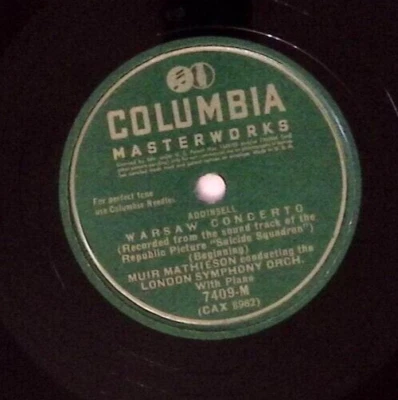 COLUMBIA
MASTERWORKS
For perfect tone
use Columbia Needles
ADDINSELL
WARSAW CONCERTO
(Recorded from the sound track of the
Republic Picture "Suicide Squadron")
(Beginning)
MUIR MATHIESON conducting the
LONDON SYMPHONY ORCH.
With Piano
7409-M
(CAX 8962)